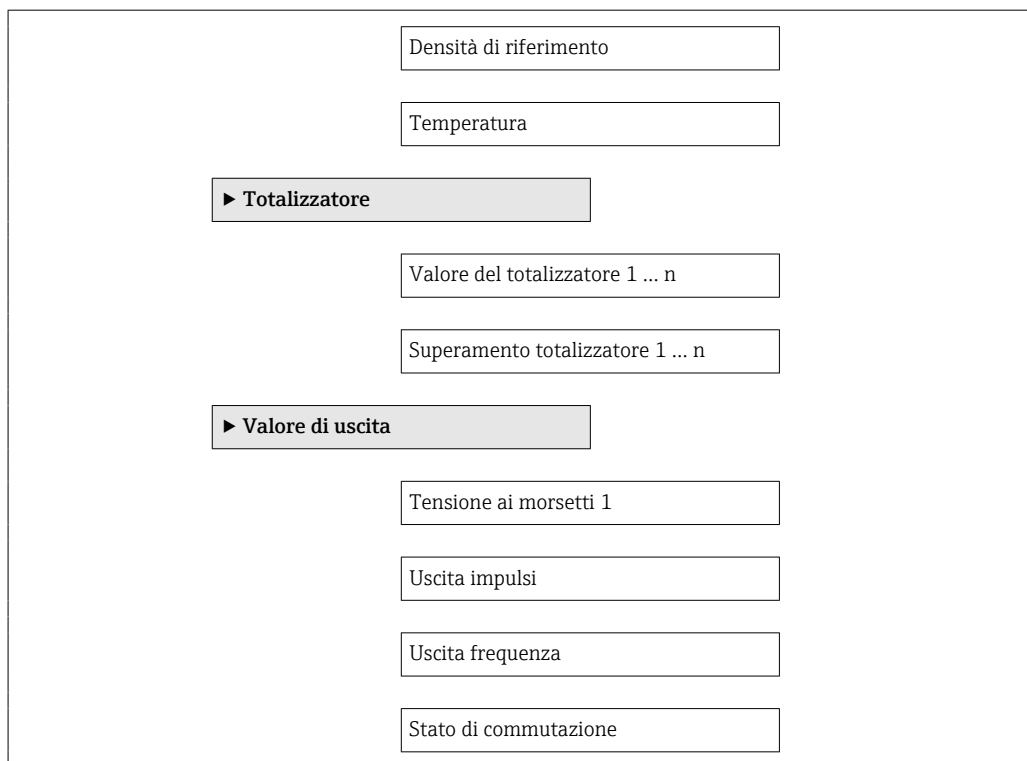 Densità di riferimento
Temperatura
▶ Totalizzatore
Valore del totalizzatore 1 … n
Superamento totalizzatore 1 … n
▶ Valore di uscita
Tensione ai morsetti 1
Uscita impulsi
Uscita frequenza
Stato di commutazione